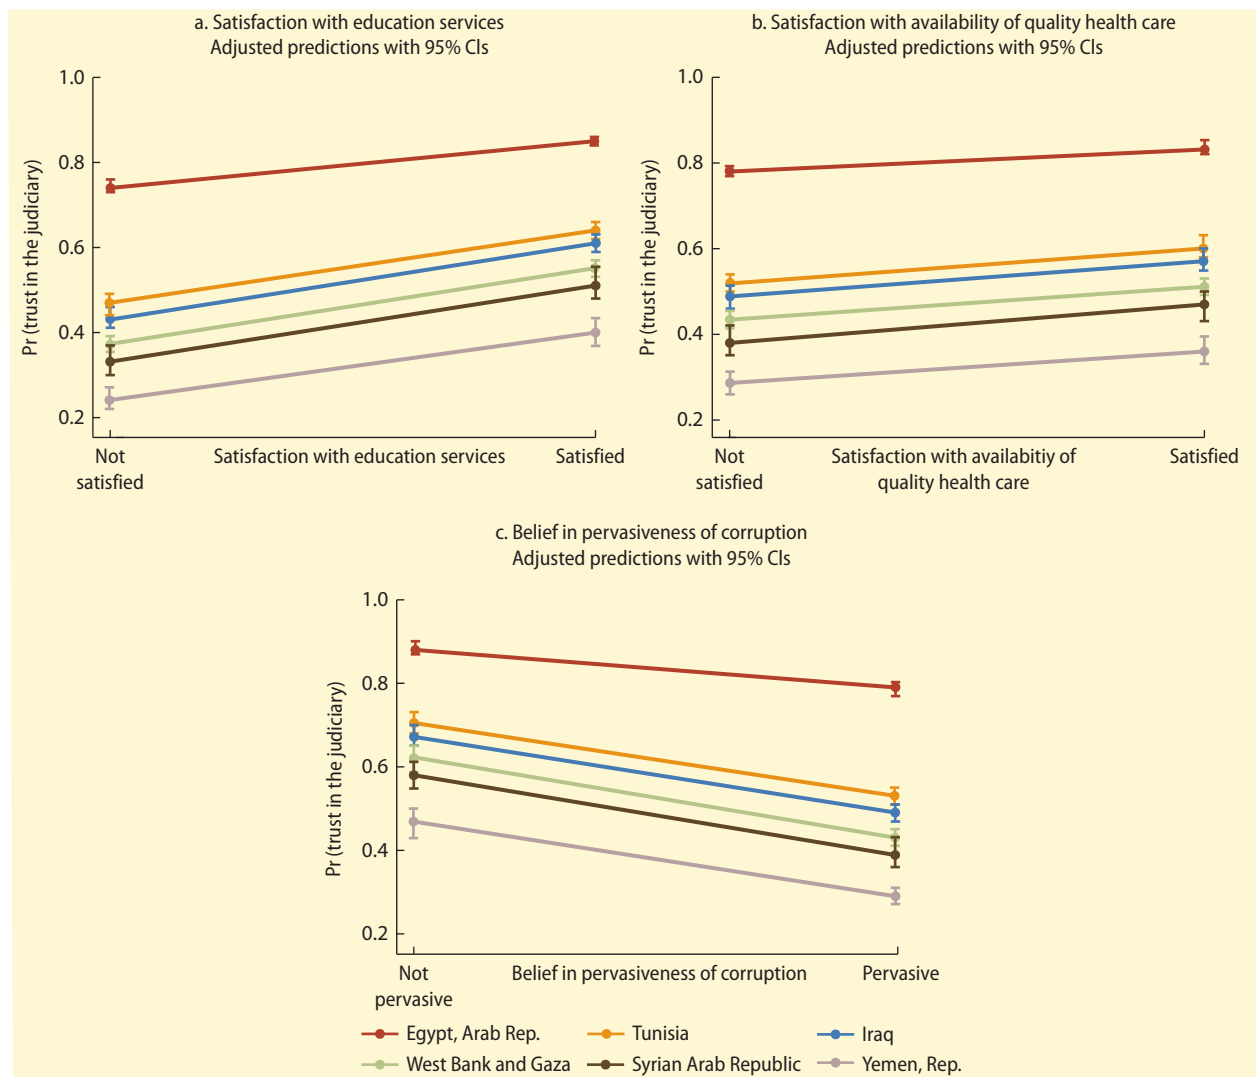 a. Satisfaction with education services
Adjusted predictions with 95% CIs
1.0
0.8
0.6
0.4
0.2
Pr (trust in the judiciary)
Not
satisfied
Satisfaction with education services
Satisfied
b. Satisfaction with availability of quality health care
Adjusted predictions with 95% CIs
1.0
0.8
0.6
0.4
0.2
Pr (trust in the judiciary)
Not
satisfied
Satisfaction with availabitiy of
quality health care
Satisfied
c. Belief in pervasiveness of corruption
Adjusted predictions with 95% CIs
1.0
0.8
0.6
0.4
0.2
Pr (trust in the judiciary)
Not
pervasive
Belief in pervasiveness of corruption
Pervasive
Egypt, Arab Rep.
Tunisia
Iraq
West Bank and Gaza
Syrian Arab Republic
Yemen, Rep.